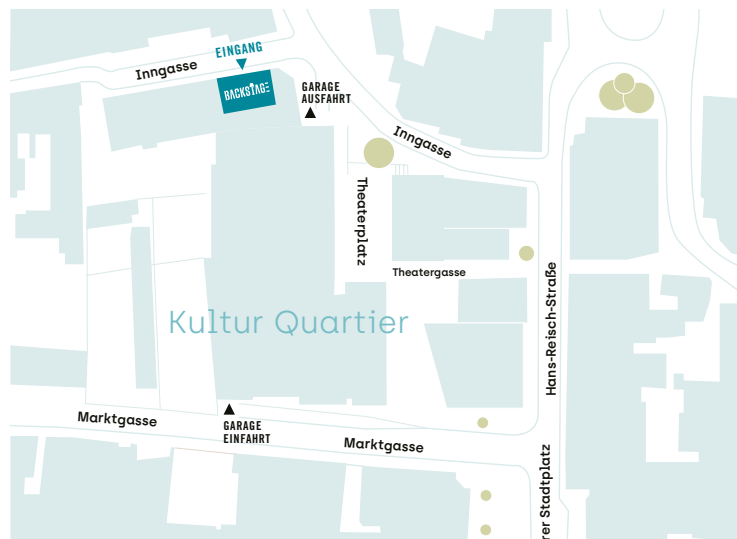 EINGANG
Inngasse
BACKSTAGE
GARAGE
AUSFAHRT
Inngasse
Theaterplatz
Theatergasse
Hans-Reisch-Straße
Kultur Quartier
Marktgasse
GARAGE
EINFAHRT
Marktgasse
rer Stadtplatz